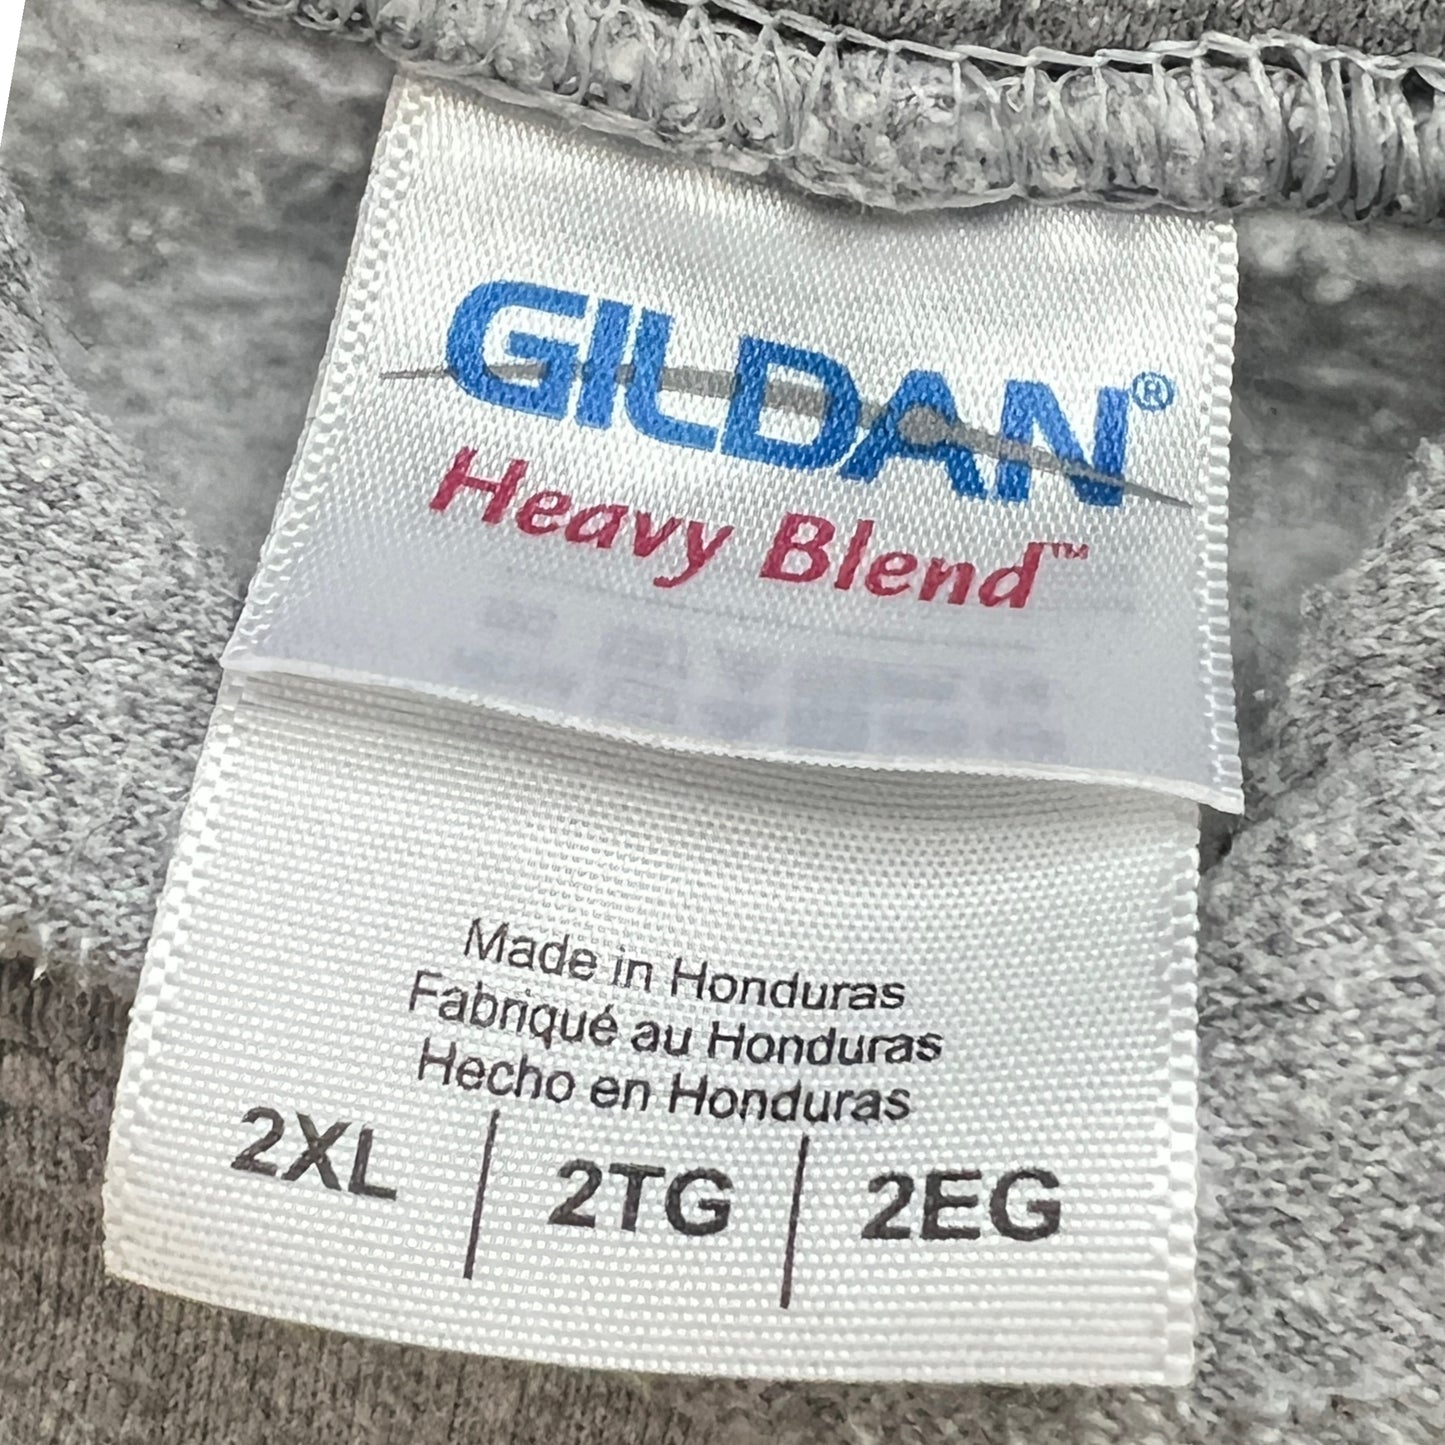 GILDAN®
Heavy Blend™
Made in Honduras
Fabriqué au Honduras
Hecho en Honduras
2XL | 2TG | 2EG